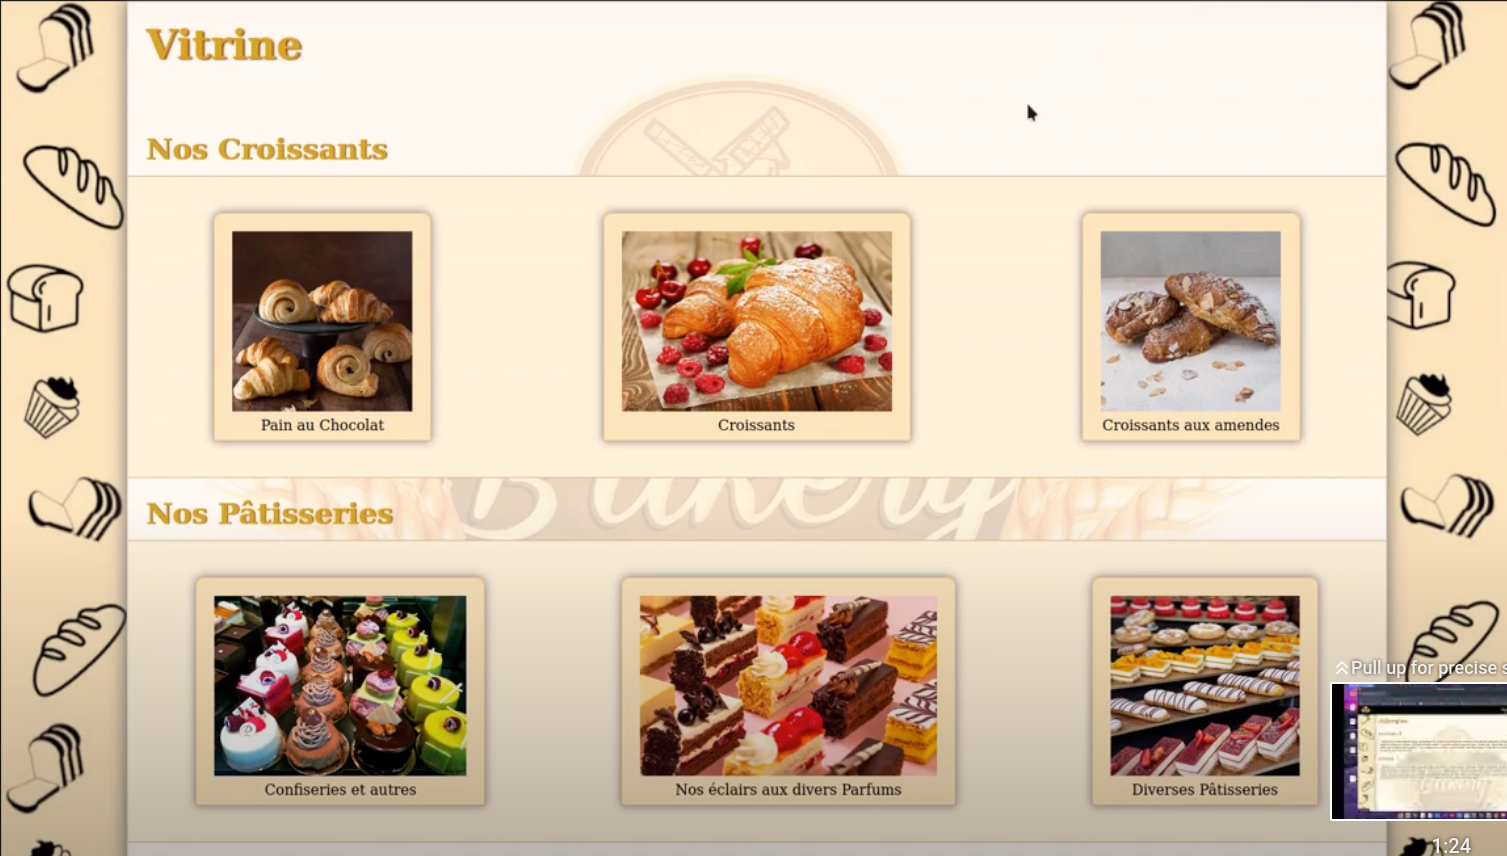 Vitrine
Nos Croissants
Pain au Chocolat
Croissants
Croissants aux amendes
Bakery
Nos Pâtisseries
Confiseries et autres
Nos éclairs aux divers Parfums
Diverses Pâtisseries
Pull up for precise s
1:24